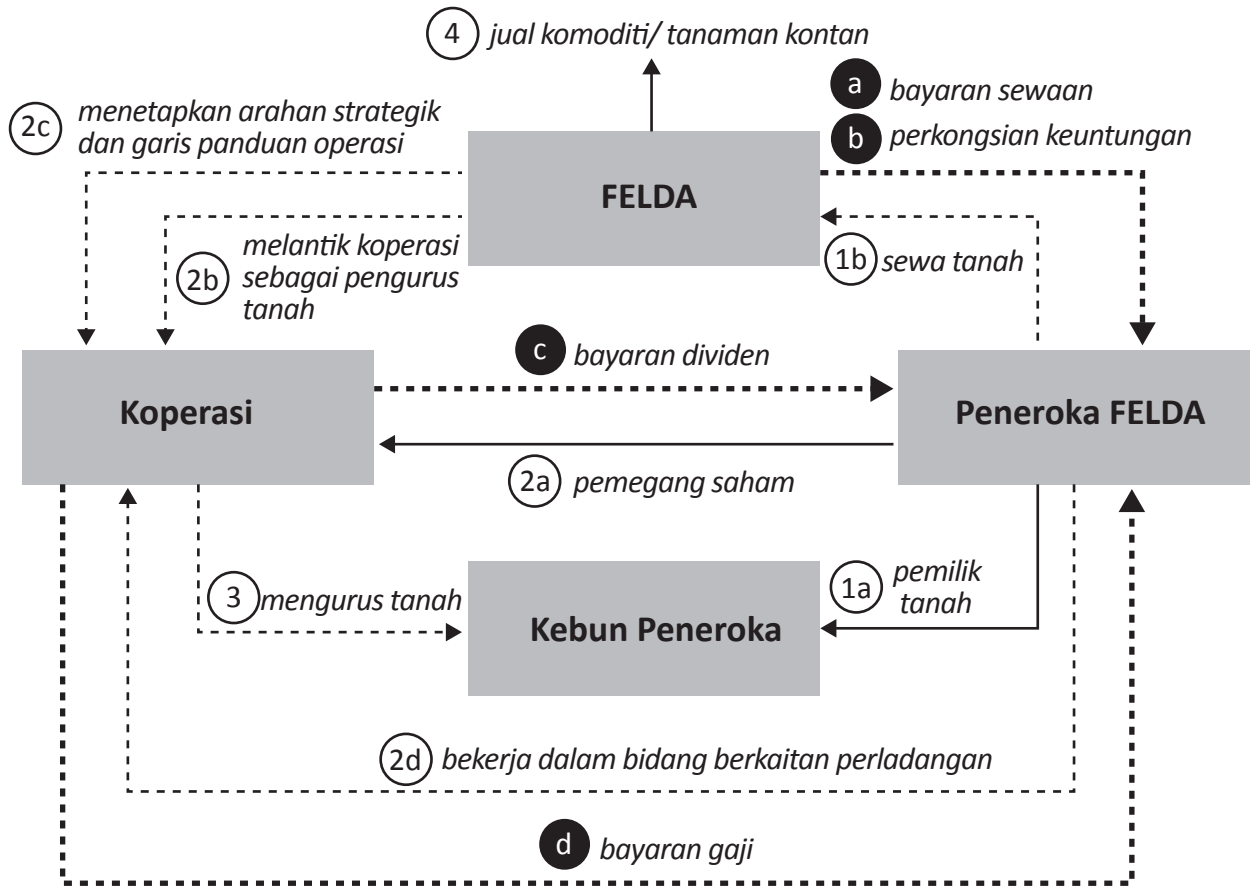 4 jual komoditi/ tanaman kontan
a bayaran sewaan
b perkongsian keuntungan
2c menetapkan arahan strategik
dan garis panduan operasi
FELDA
2b melantik koperasi
sebagai pengurus
tanah
1b sewa tanah
c bayaran dividen
Koperasi
Peneroka FELDA
2a pemegang saham
3 mengurus tanah
1a pemilik
tanah
Kebun Peneroka
2d bekerja dalam bidang berkaitan perladangan
d bayaran gaji